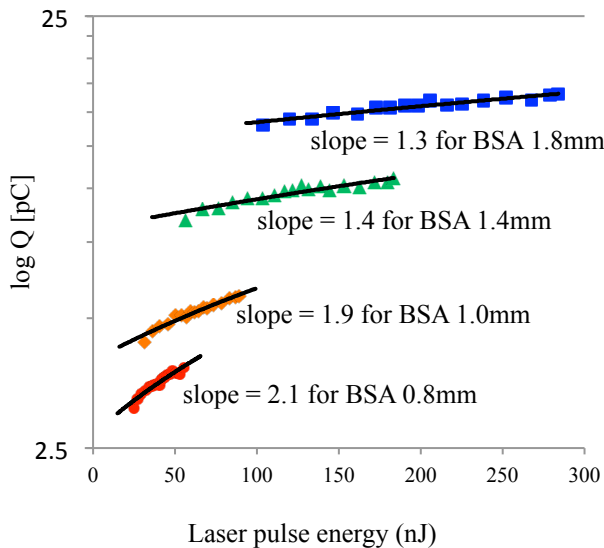 25
log Q [pC]
slope = 1.3 for BSA 1.8mm
slope = 1.4 for BSA 1.4mm
slope = 1.9 for BSA 1.0mm
slope = 2.1 for BSA 0.8mm
2.5
0 50 100 150 200 250 300
Laser pulse energy (nJ)